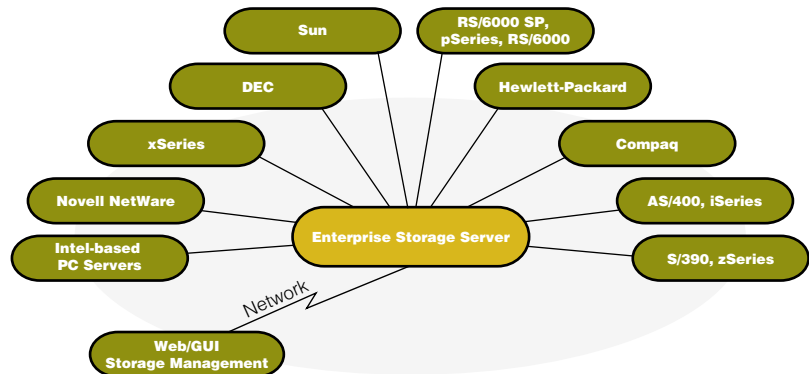 Sun
RS/6000 SP,
pSeries, RS/6000
DEC
Hewlett-Packard
xSeries
Compaq
Novell NetWare
AS/400, iSeries
Enterprise Storage Server
Intel-based
PC Servers
S/390, zSeries
Network
Web/GUI
Storage Management